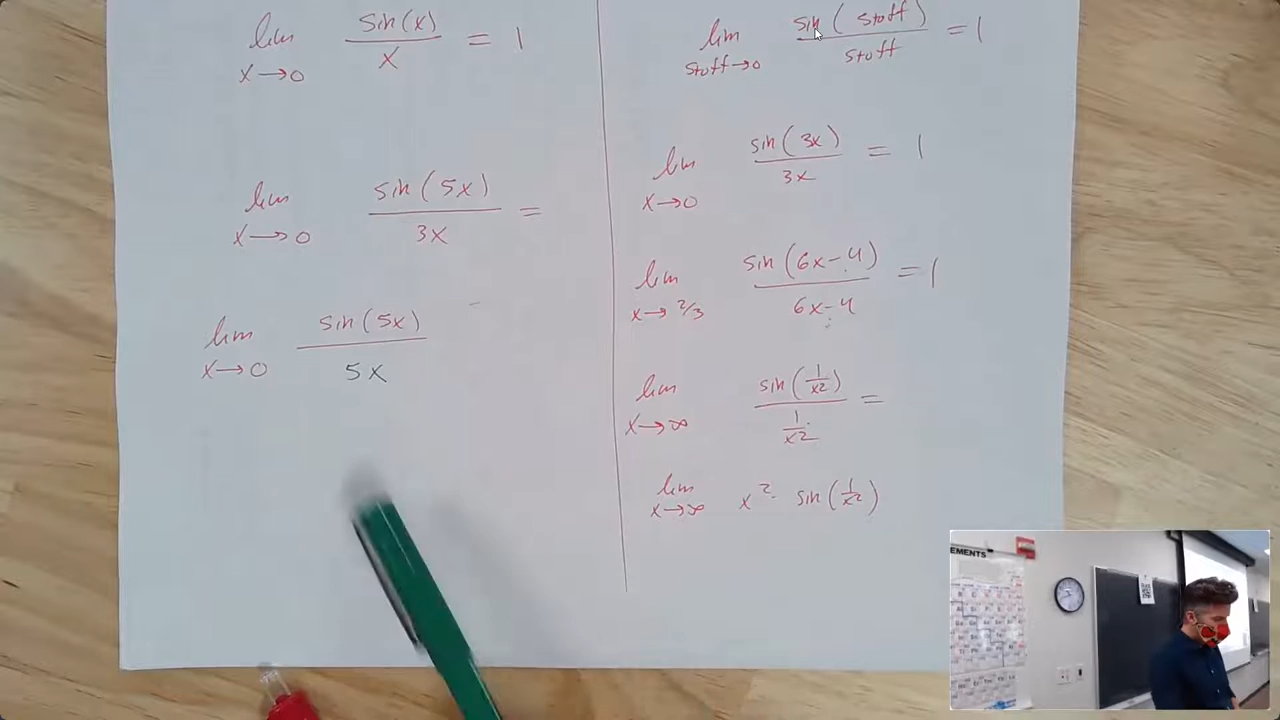 lim x→0 sin(x)/x = 1
lim x→0 sin(5x)/3x =
lim x→0 sin(5x)/5x
lim stuff→0 sin(stuff)/stuff = 1
lim x→0 sin(3x)/3x = 1
lim x→2/3 sin(6x-4)/6x-4 = 1
lim x→∞ sin(1/x2)/1/x2 =
lim x→∞ x2· sin(1/x2)
EMENTS